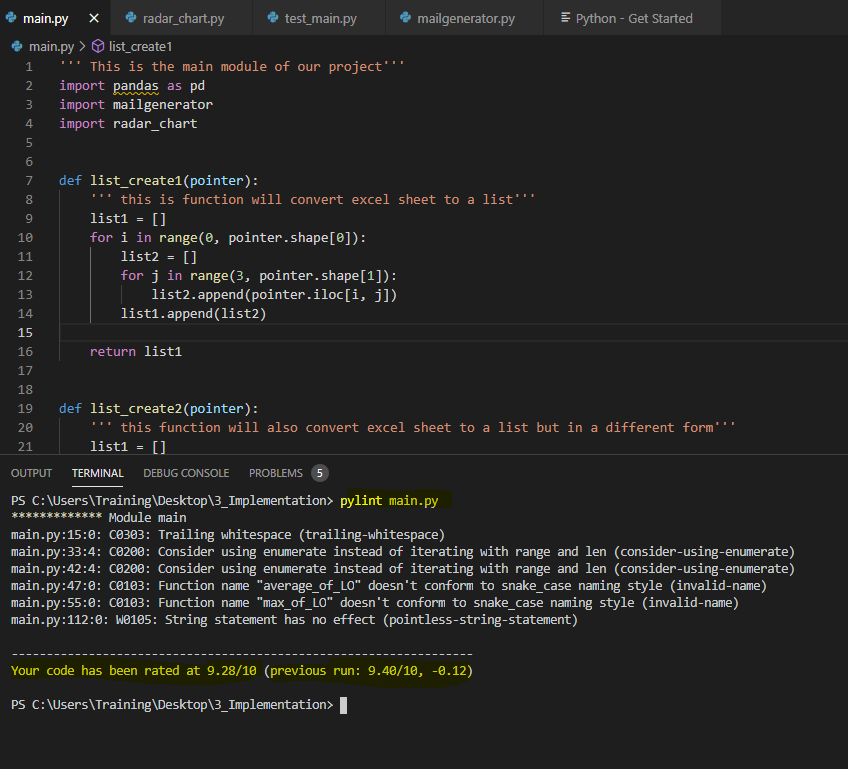 main.py × radar_chart.py test_main.py mailgenerator.py Python - Get Started
main.py > list_create1
1 ''' This is the main module of our project'''
2 import pandas as pd
3 import mailgenerator
4 import radar_chart
5
6
7 def list_create1(pointer):
8     ''' this is function will convert excel sheet to a list'''
9     list1 = []
10     for i in range(0, pointer.shape[0]):
11         list2 = []
12         for j in range(3, pointer.shape[1]):
13             list2.append(pointer.iloc[i, j])
14         list1.append(list2)
15
16     return list1
17
18
19 def list_create2(pointer):
20     ''' this function will also convert excel sheet to a list but in a different form'''
21     list1 = []
OUTPUT TERMINAL DEBUG CONSOLE PROBLEMS 5
PS C:\Users\Training\Desktop\3_Implementation> pylint main.py
************* Module main
main.py:15:0: C0303: Trailing whitespace (trailing-whitespace)
main.py:33:4: C0200: Consider using enumerate instead of iterating with range and len (consider-using-enumerate)
main.py:42:4: C0200: Consider using enumerate instead of iterating with range and len (consider-using-enumerate)
main.py:47:0: C0103: Function name "average_of_LO" doesn't conform to snake_case naming style (invalid-name)
main.py:55:0: C0103: Function name "max_of_LO" doesn't conform to snake_case naming style (invalid-name)
main.py:112:0: W0105: String statement has no effect (pointless-string-statement)
------------------------------------------------------------------
Your code has been rated at 9.28/10 (previous run: 9.40/10, -0.12)
PS C:\Users\Training\Desktop\3_Implementation>